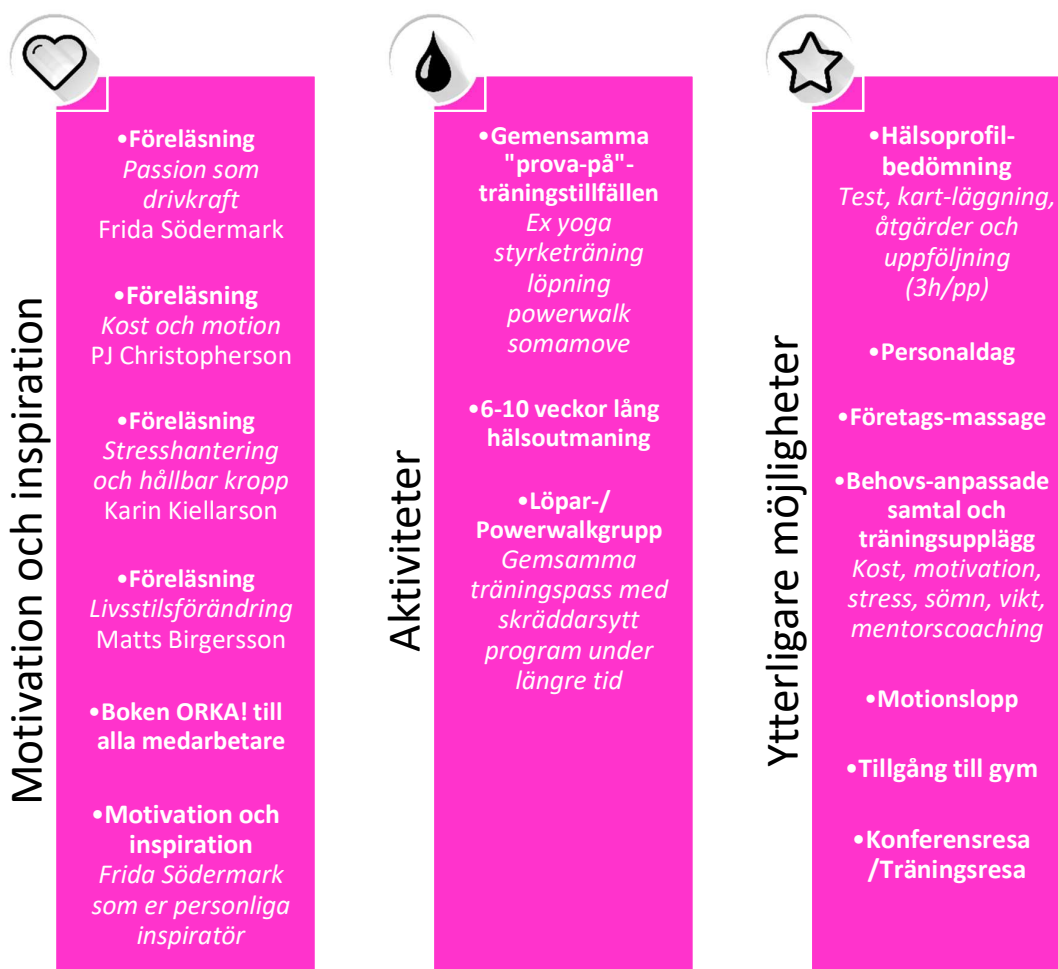 Motivation och inspiration
•Föreläsning
Passion som
drivkraft
Frida Södermark
•Föreläsning
Kost och motion
PJ Christopherson
•Föreläsning
Stresshantering
och hållbar kropp
Karin Kiellarson
•Föreläsning
Livsstilsförändring
Matts Birgersson
•Boken ORKA! till
alla medarbetare
•Motivation och
inspiration
Frida Södermark
som er personliga
inspiratör
Aktiviteter
•Gemensamma
"prova-på"-
träningstillfällen
Ex yoga
styrketräning
löpning
powerwalk
somamove
•6-10 veckor lång
hälsoutmaning
•Löpar-/
Powerwalkgrupp
Gemsamma
träningspass med
skräddarsytt
program under
längre tid
Ytterligare möjligheter
•Hälsoprofil-
bedömning
Test, kart-läggning,
åtgärder och
uppföljning
(3h/pp)
•Personaldag
•Företags-massage
•Behovs-anpassade
samtal och
träningsupplägg
Kost, motivation,
stress, sömn, vikt,
mentorscoaching
•Motionslopp
•Tillgång till gym
•Konferensresa
/Träningsresa